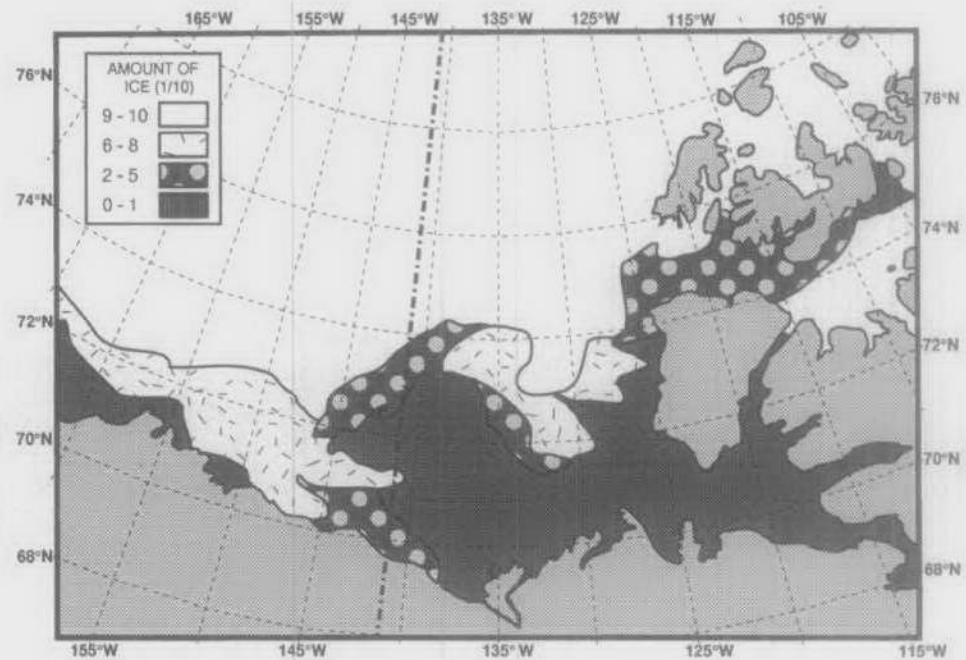 165°W 155°W 145°W 135°W 125°W 115°W 105°W
AMOUNT OF
ICE (1/10)
9 - 10
6 - 8
2 - 5
0 - 1
76°N
74°N
72°N
70°N
68°N
76°N
74°N
72°N
70°N
68°N
155°W 145°W 135°W 125°W 115°W